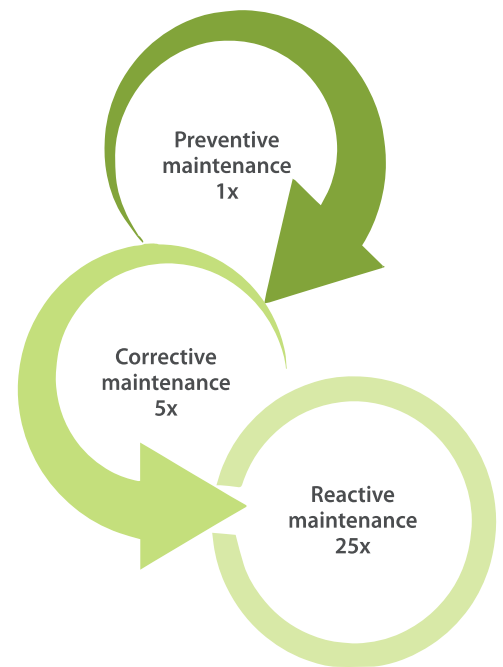 Preventive
maintenance
1x
Corrective
maintenance
5x
Reactive
maintenance
25x